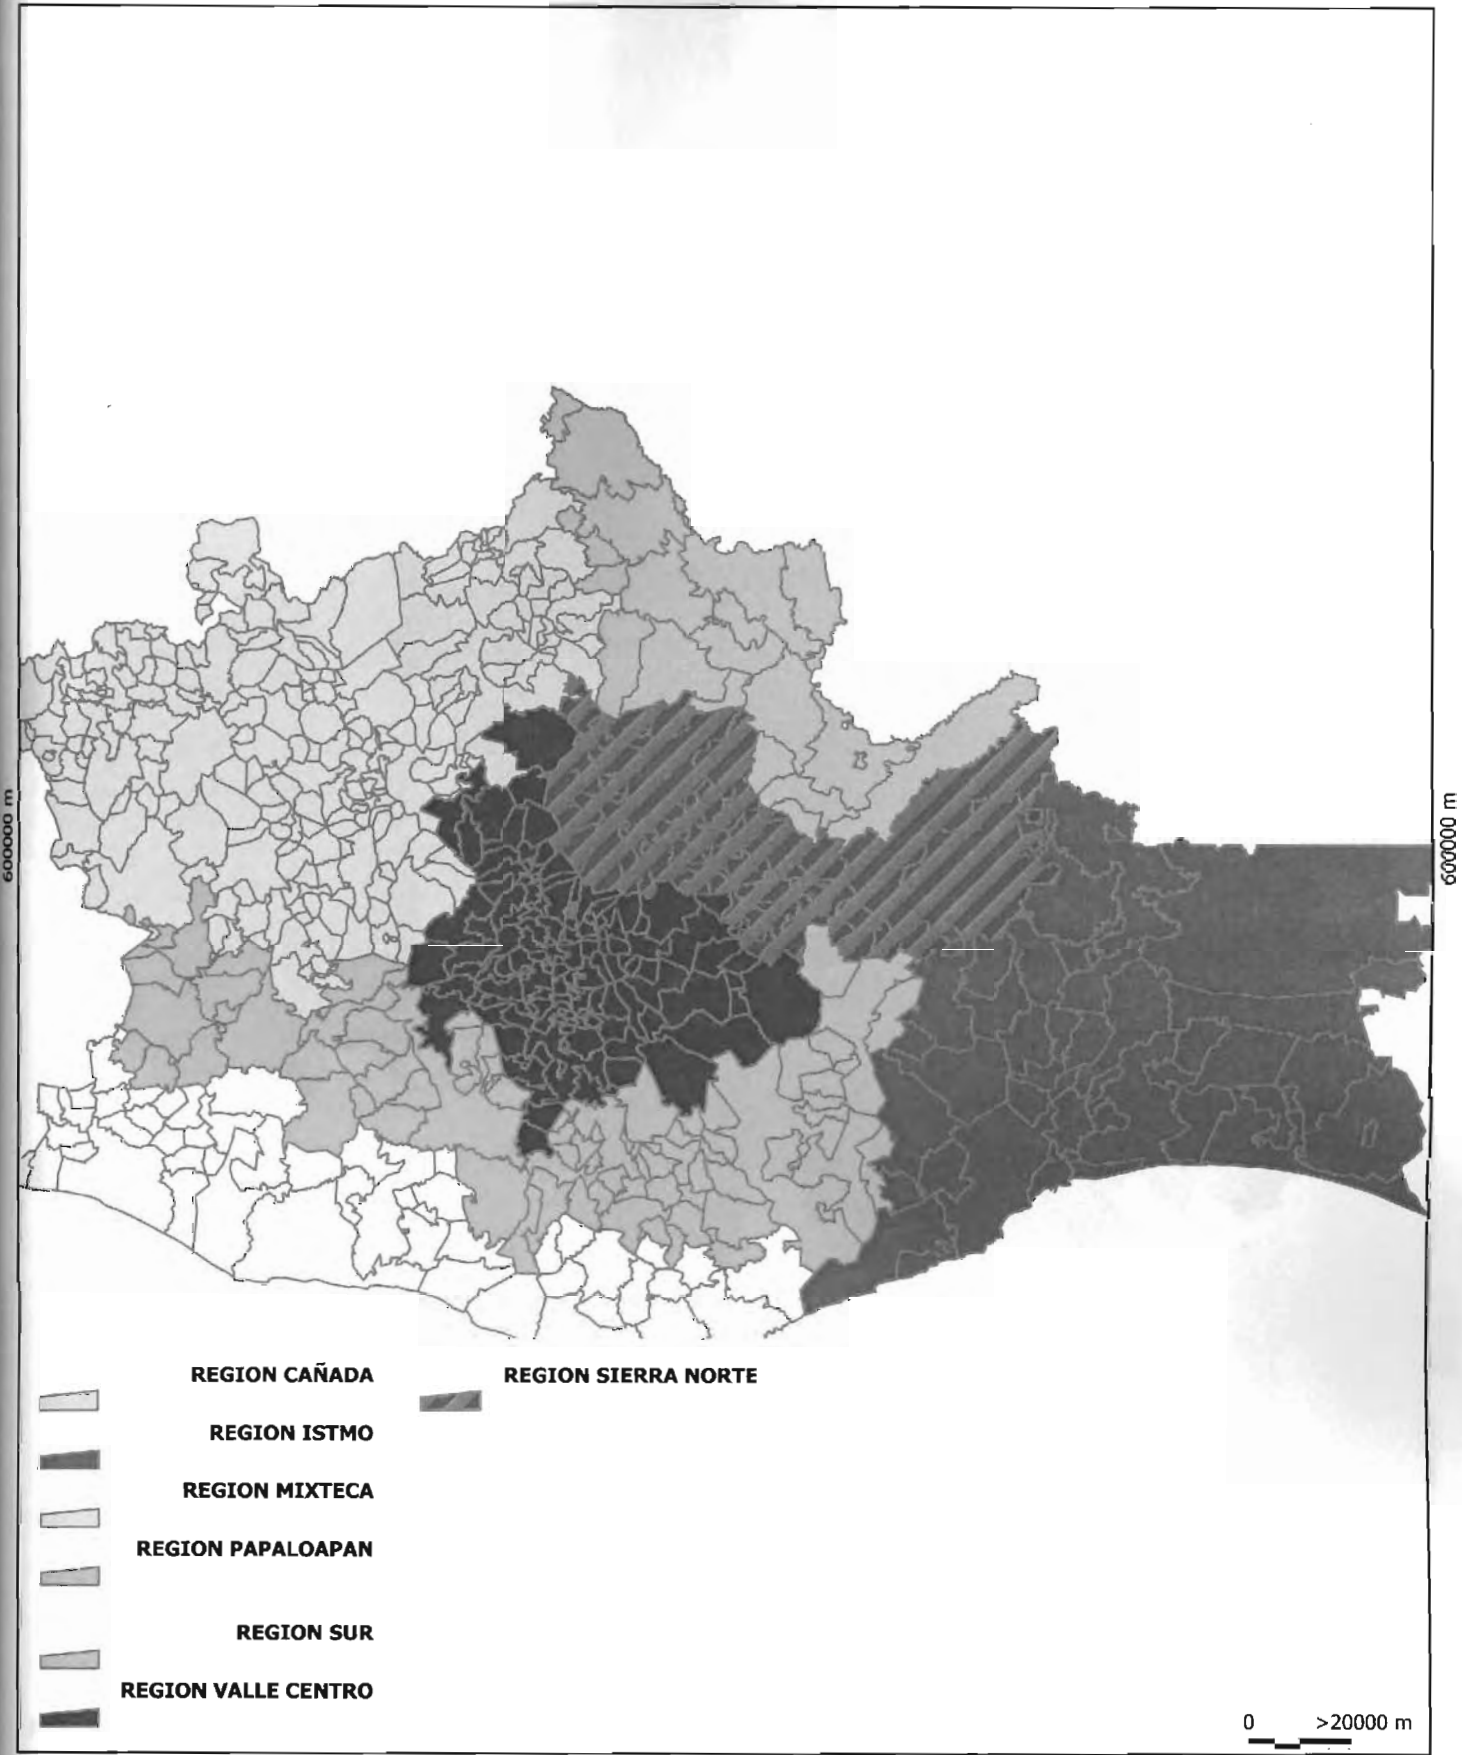 600000 m
600000 m
REGION CAÑADA
REGION SIERRA NORTE
REGION ISTMO
REGION MIXTECA
REGION PAPALOAPAN
REGION SUR
REGION VALLE CENTRO
0 >20000 m